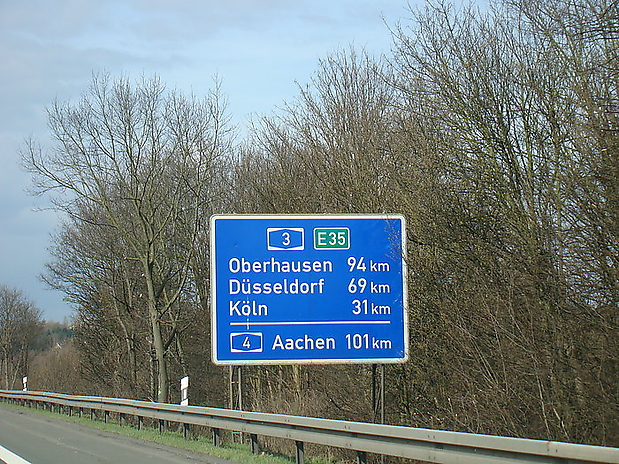 3 E35
Oberhausen 94 km
Düsseldorf 69 km
Köln 31 km
4 Aachen 101 km